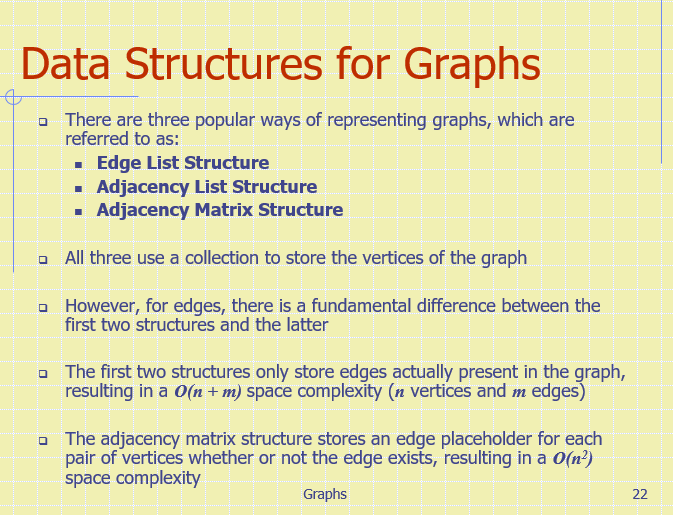 Data Structures for Graphs
There are three popular ways of representing graphs, which are
referred to as:
Edge List Structure
Adjacency List Structure
Adjacency Matrix Structure
All three use a collection to store the vertices of the graph
However, for edges, there is a fundamental difference between the
first two structures and the latter
The first two structures only store edges actually present in the graph,
resulting in a O(n + m) space complexity (n vertices and m edges)
The adjacency matrix structure stores an edge placeholder for each
pair of vertices whether or not the edge exists, resulting in a O(n²)
space complexity
Graphs
22